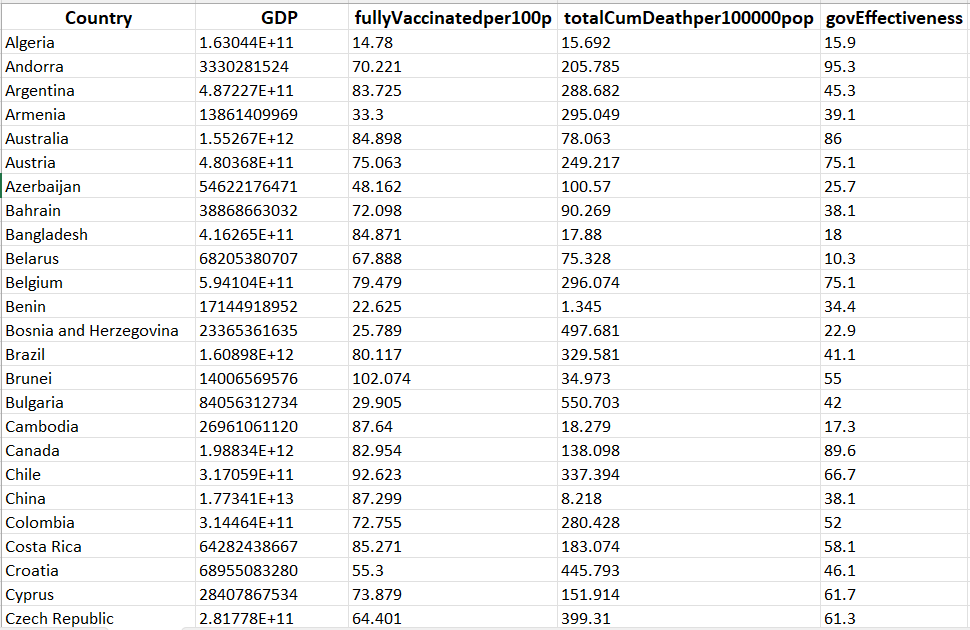 Country GDP fullyVaccinatedper100p totalCumDeathper100000pop govEffectiveness
Algeria 1.63044E+11 14.78 15.692 15.9
Andorra 3330281524 70.221 205.785 95.3
Argentina 4.87227E+11 83.725 288.682 45.3
Armenia 13861409969 33.3 295.049 39.1
Australia 1.55267E+12 84.898 78.063 86
Austria 4.80368E+11 75.063 249.217 75.1
Azerbaijan 54622176471 48.162 100.57 25.7
Bahrain 38868663032 72.098 90.269 38.1
Bangladesh 4.16265E+11 84.871 17.88 18
Belarus 68205380707 67.888 75.328 10.3
Belgium 5.94104E+11 79.479 296.074 75.1
Benin 17144918952 22.625 1.345 34.4
Bosnia and Herzegovina 23365361635 25.789 497.681 22.9
Brazil 1.60898E+12 80.117 329.581 41.1
Brunei 14006569576 102.074 34.973 55
Bulgaria 84056312734 29.905 550.703 42
Cambodia 26961061120 87.64 18.279 17.3
Canada 1.98834E+12 82.954 138.098 89.6
Chile 3.17059E+11 92.623 337.394 66.7
China 1.77341E+13 87.299 8.218 38.1
Colombia 3.14464E+11 72.755 280.428 52
Costa Rica 64282438667 85.271 183.074 58.1
Croatia 68955083280 55.3 445.793 46.1
Cyprus 28407867534 73.879 151.914 61.7
Czech Republic 2.81778E+11 64.401 399.31 61.3